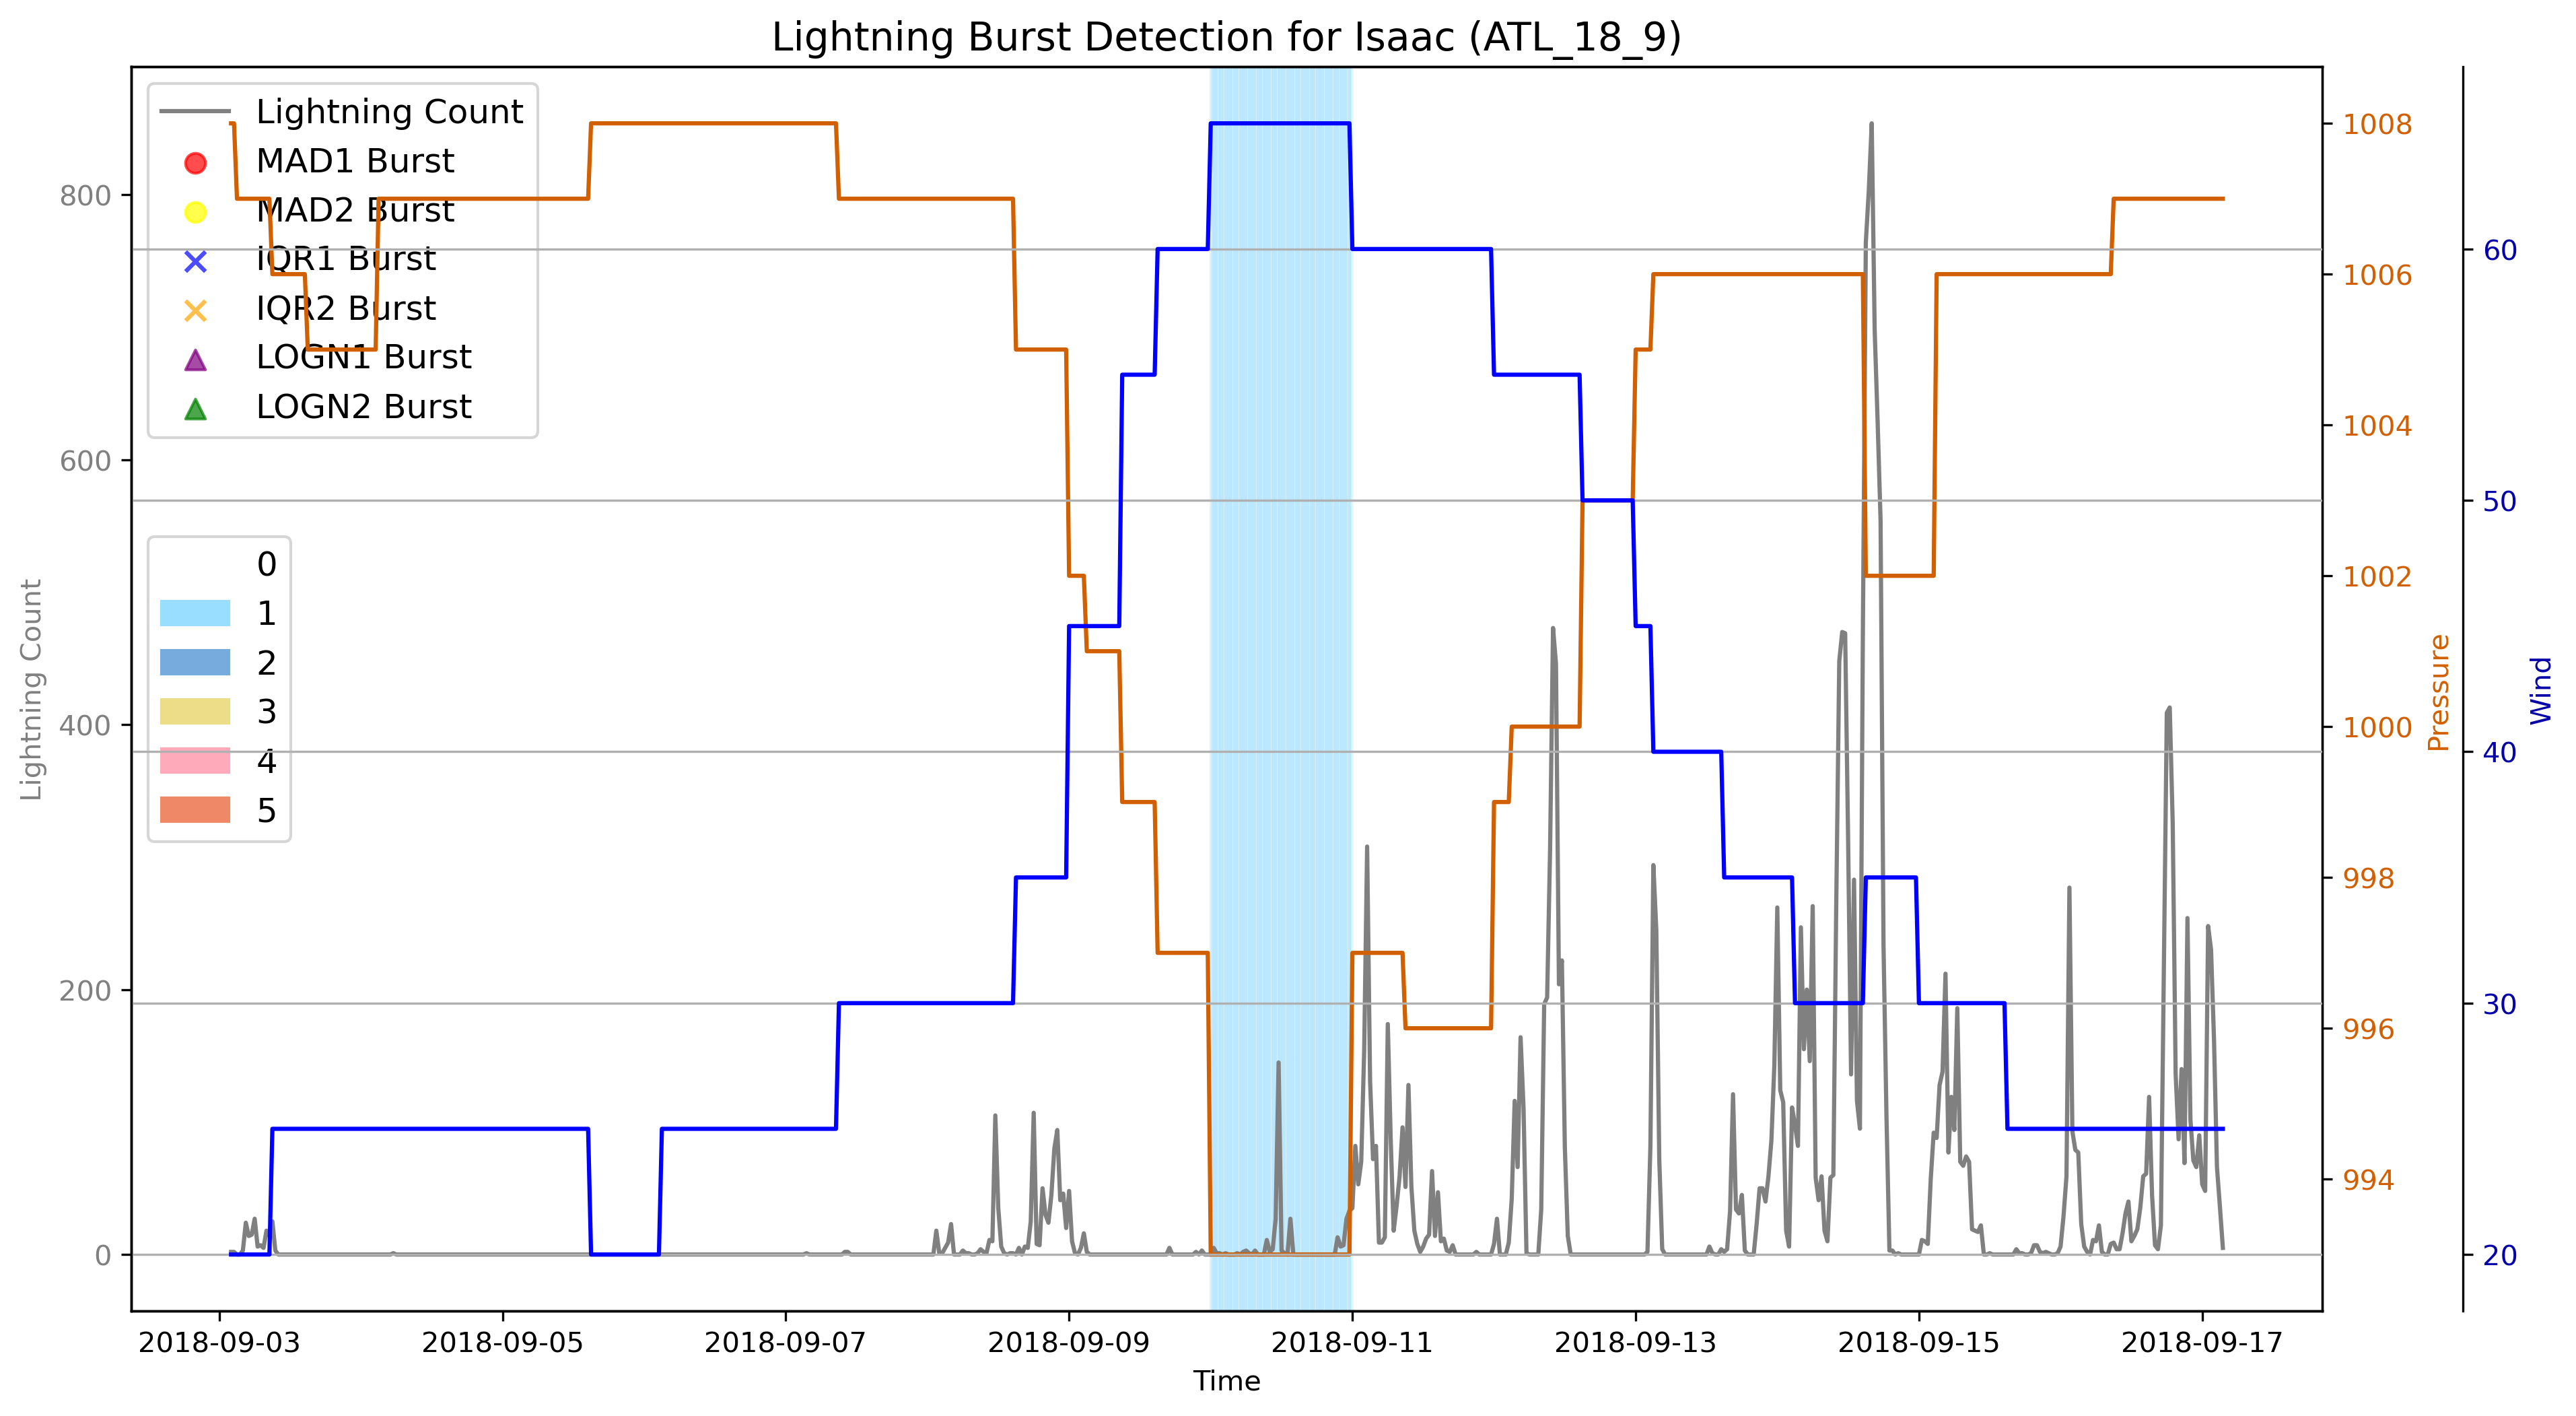 Lightning Burst Detection for Isaac (ATL_18_9)
Lightning Count
MAD1 Burst
MAD2 Burst
IQR1 Burst
IQR2 Burst
LOGN1 Burst
LOGN2 Burst
0
1
2
3
4
5
800
600
400
200
0
Lightning Count
1008
1006
1004
1002
1000
998
996
994
Pressure
60
50
40
30
20
Wind
2018-09-03
2018-09-05
2018-09-07
2018-09-09
2018-09-11
2018-09-13
2018-09-15
2018-09-17
Time